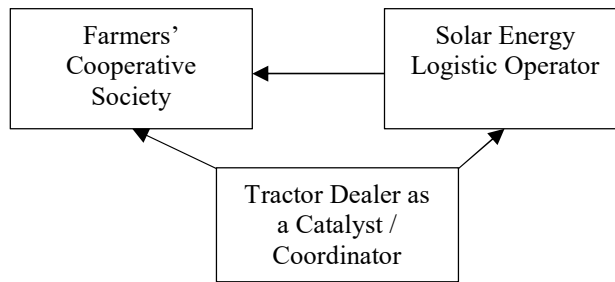 Farmers’
Cooperative
Society
Solar Energy
Logistic Operator
Tractor Dealer as
a Catalyst /
Coordinator